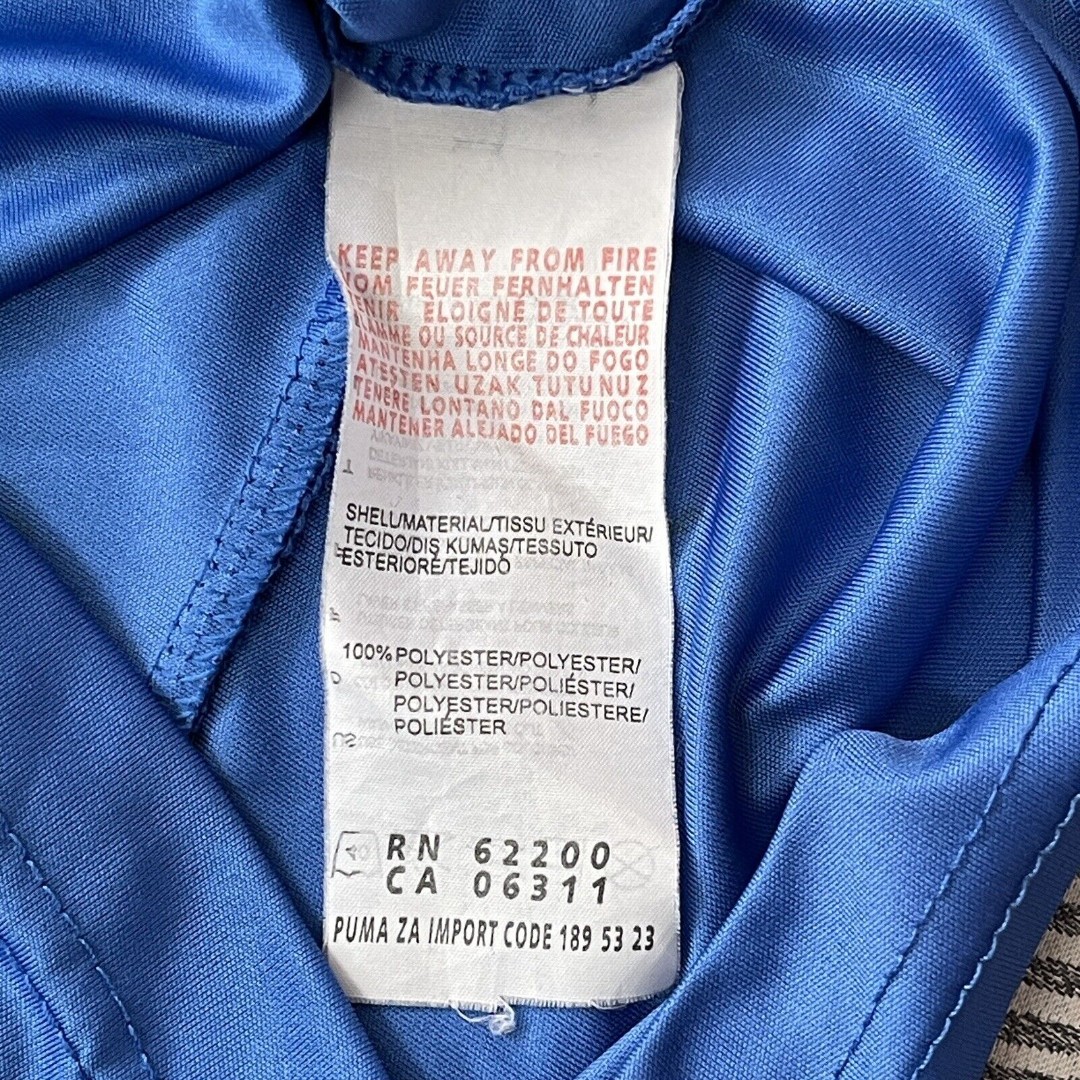 KEEP AWAY FROM FIRE
VOM FEUER FERNHALTEN
TENIR ÉLOIGNÉ DE TOUTE
FLAMME OU SOURCE DE CHALEUR
MANTENHA LONGE DO FOGO
ATEŞTEN UZAK TUTUNUZ
TENERE LONTANO DAL FUOCO
MANTENER ALEJADO DEL FUEGO
SHELL/MATERIAL/TISSU EXTÉRIEUR/
TECIDO/DIŞ KUMAŞ/TESSUTO
ESTERIORE/TEJIDO
100% POLYESTER/POLYESTER/
POLYESTER/POLIÉSTER/
POLYESTER/POLIESTERE/
POLIÉSTER
RN 62200
CA 06311
PUMA ZA IMPORT CODE 189 53 23